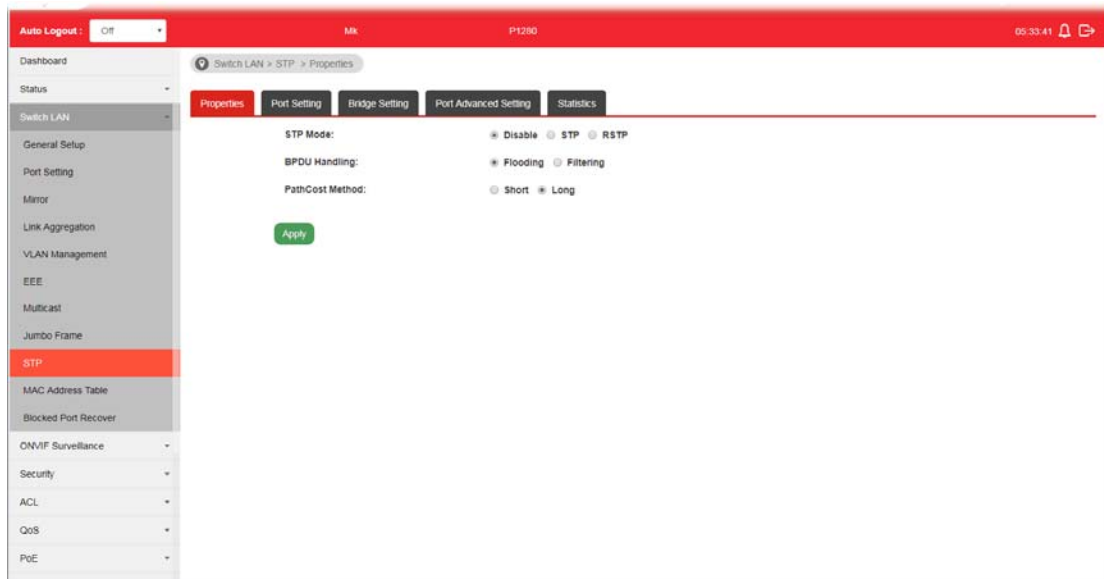 Auto Logout : Off Mk P1280 05:33:41
Dashboard
Switch LAN > STP > Properties
Status
Properties Port Setting Bridge Setting Port Advanced Setting Statistics
Switch LAN
STP Mode: Disable STP RSTP
General Setup
BPDU Handling: Flooding Filtering
Port Setting
PathCost Method: Short Long
Mirror
Link Aggregation
Apply
VLAN Management
EEE
Multicast
Jumbo Frame
STP
MAC Address Table
Blocked Port Recover
ONVIF Surveillance
Security
ACL
QoS
PoE